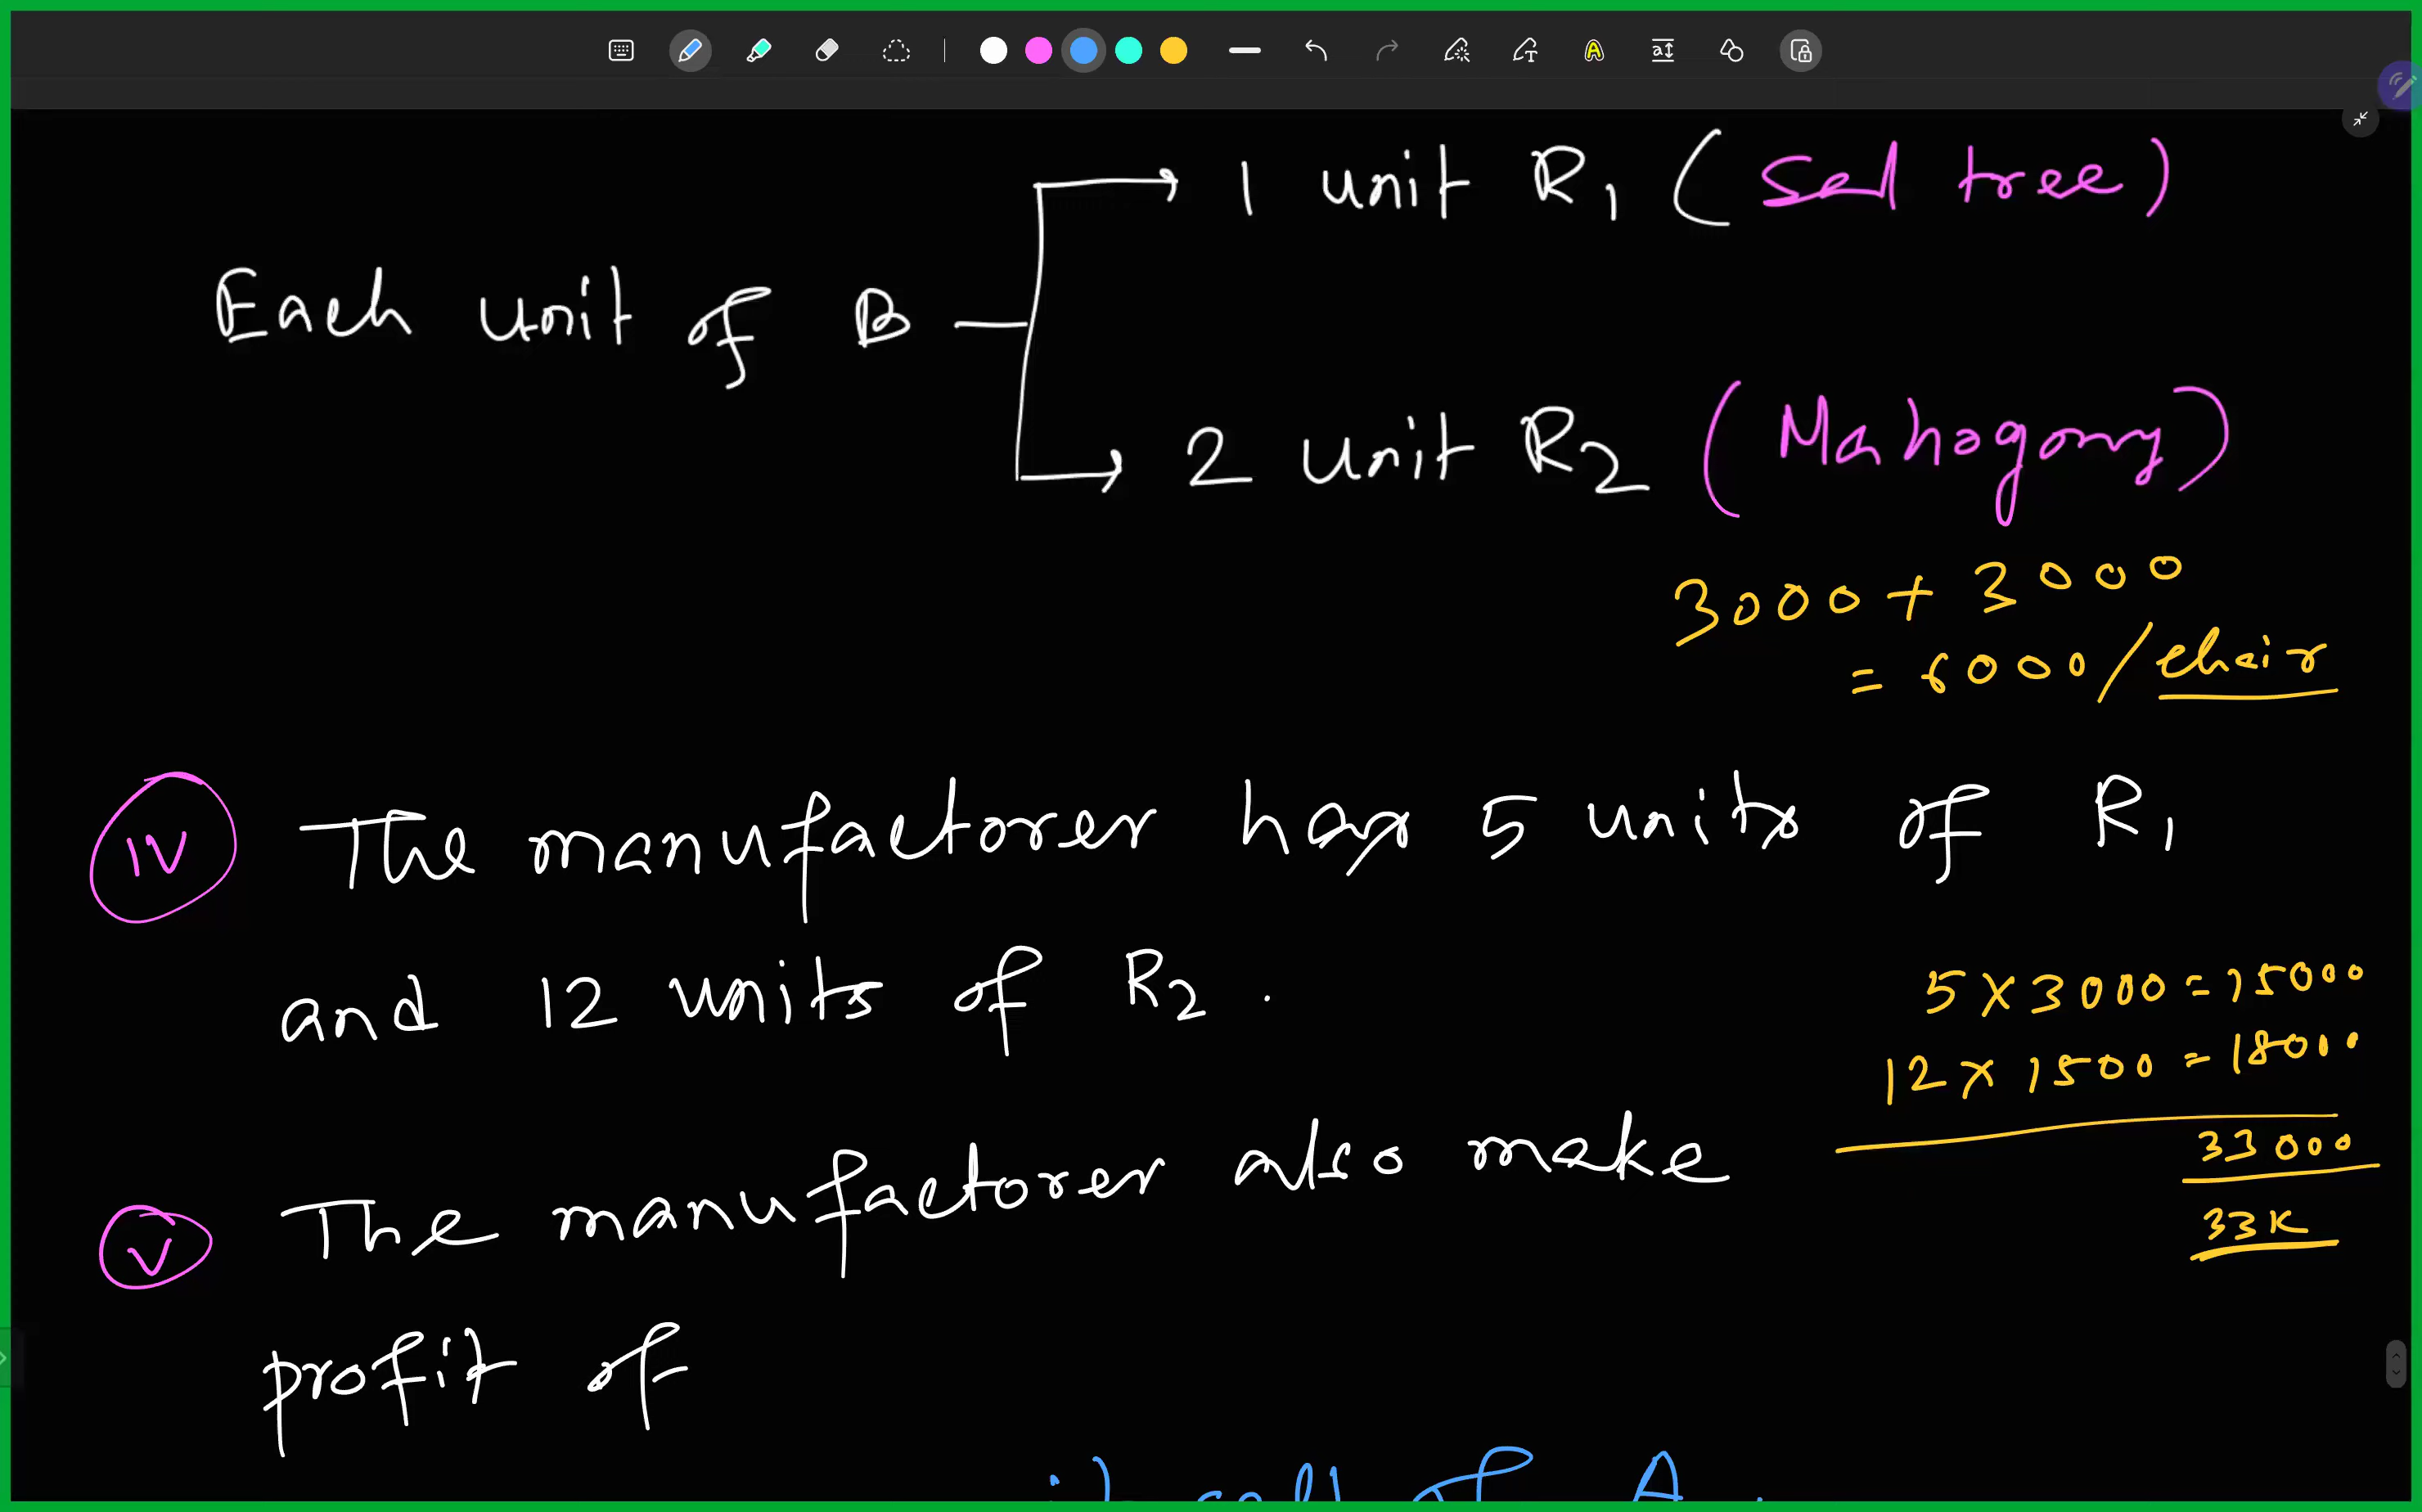 1 unit R1 (Sal tree)
Each unit of B
2 unit R2 (Mahogony)
3000 + 3000
= 6000/chair
IV The manufactorer has 5 units of R1
and 12 units of R2.
5 x 3000 = 15000
12 x 1500 = 18000
33000
33K
V The manufactorer also make
profit of